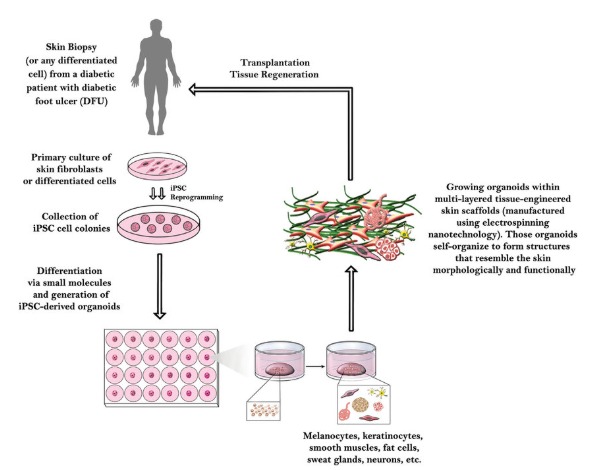 Skin Biopsy
(or any differentiated
cell) from a diabetic
patient with diabetic
foot ulcer (DFU)
Transplantation
Tissue Regeneration
Primary culture of
skin fibroblasts
or differentiated cells
iPSC
Reprogramming
Collection of
iPSC cell colonies
Growing organoids within
multi-layered tissue-engineered
skin scaffolds (manufactured
using electrospinning
nanotechnology). Those organoids
self-organize to form structures
that resemble the skin
morphologically and functionally
Differentiation
via small molecules
and generation of
iPSC-derived organoids
Melanocytes, keratinocytes,
smooth muscles, fat cells,
sweat glands, neurons, etc.